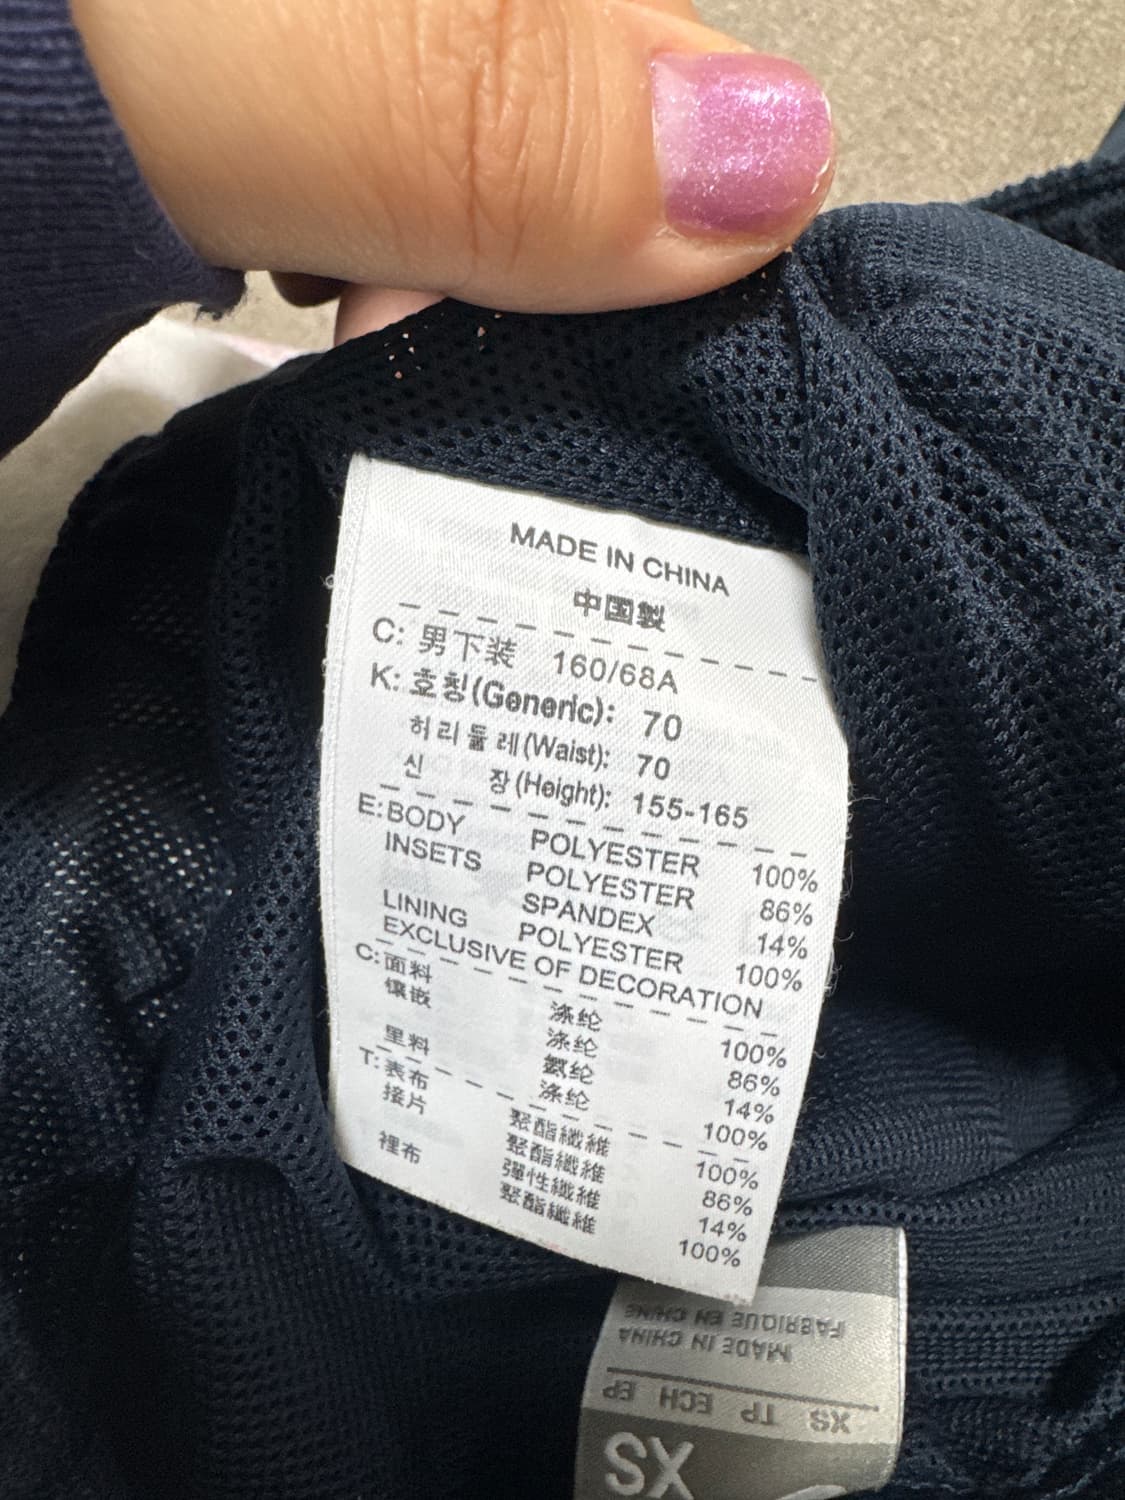 MADE IN CHINA
中国製
C: 男下装 160/68A
K: 호칭(Generic): 70
허리둘레(Waist): 70
신 장(Height): 155-165
E: BODY POLYESTER 100%
INSETS POLYESTER 86%
SPANDEX 14%
LINING POLYESTER 100%
EXCLUSIVE OF DECORATION
C: 面料 涤纶 100%
镶嵌 涤纶 86%
氨纶 14%
里料 涤纶 100%
T: 表布 聚酯纖維 100%
接片 聚酯纖維 86%
彈性纖維 14%
裡布 聚酯纖維 100%
FABRIQUE EN CHINE
MADE IN CHINA
XS TP ECH EP
XS